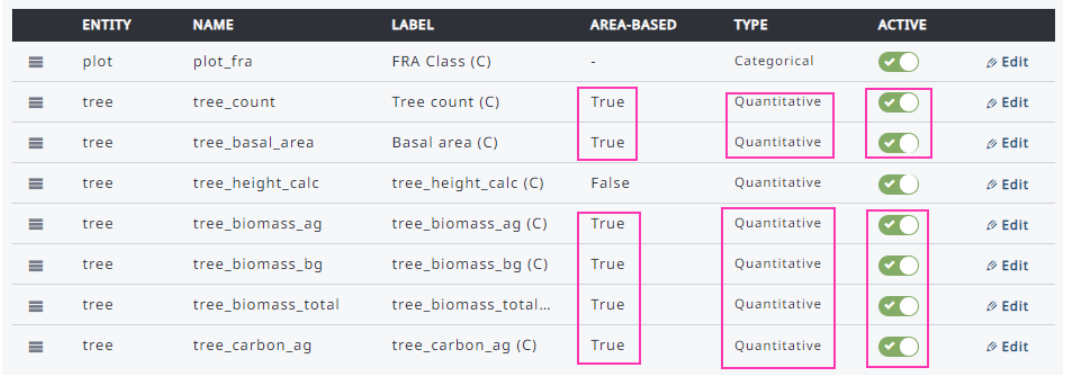 ENTITY NAME LABEL AREA-BASED TYPE ACTIVE
plot plot_fra FRA Class (C) - Categorical Edit
tree tree_count Tree count (C) True Quantitative Edit
tree tree_basal_area Basal area (C) True Quantitative Edit
tree tree_height_calc tree_height_calc (C) False Quantitative Edit
tree tree_biomass_ag tree_biomass_ag (C) True Quantitative Edit
tree tree_biomass_bg tree_biomass_bg (C) True Quantitative Edit
tree tree_biomass_total tree_biomass_total... True Quantitative Edit
tree tree_carbon_ag tree_carbon_ag (C) True Quantitative Edit